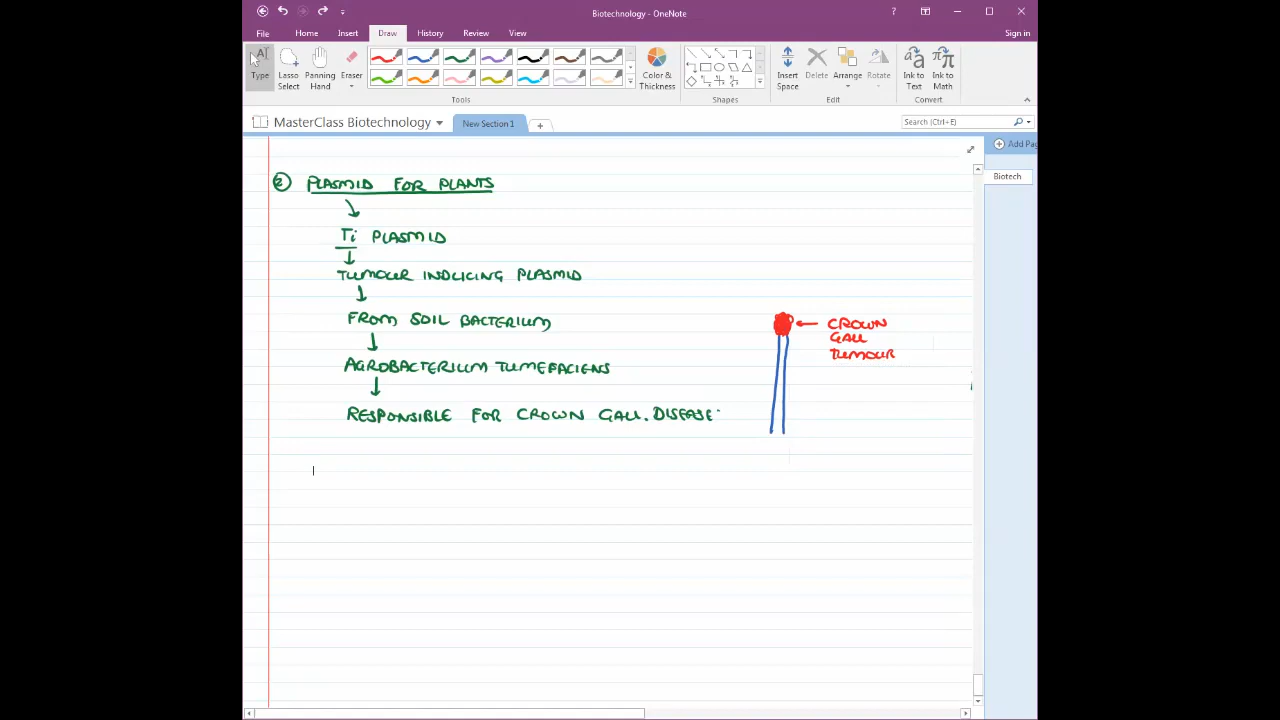 Biotechnology - OneNote
?
File
Home
Insert
Draw
History
Review
View
Sign in
Type
Lasso
Select
Panning
Hand
Eraser
Color &
Thickness
Insert
Space
Delete
Arrange
Rotate
Ink to
Text
Ink to
Math
Tools
Shapes
Edit
Convert
MasterClass Biotechnology
New Section 1
Search (Ctrl+E)
Add Pag
Biotech
② PLASMID FOR PLANTS
Ti PLASMID
TUMOUR INDUCING PLASMID
FROM SOIL BACTERIUM
AGROBACTERIUM TUMEFACIENS
RESPONSIBLE FOR CROWN GALL. DISEASE
CROWN
GALL
TUMOUR